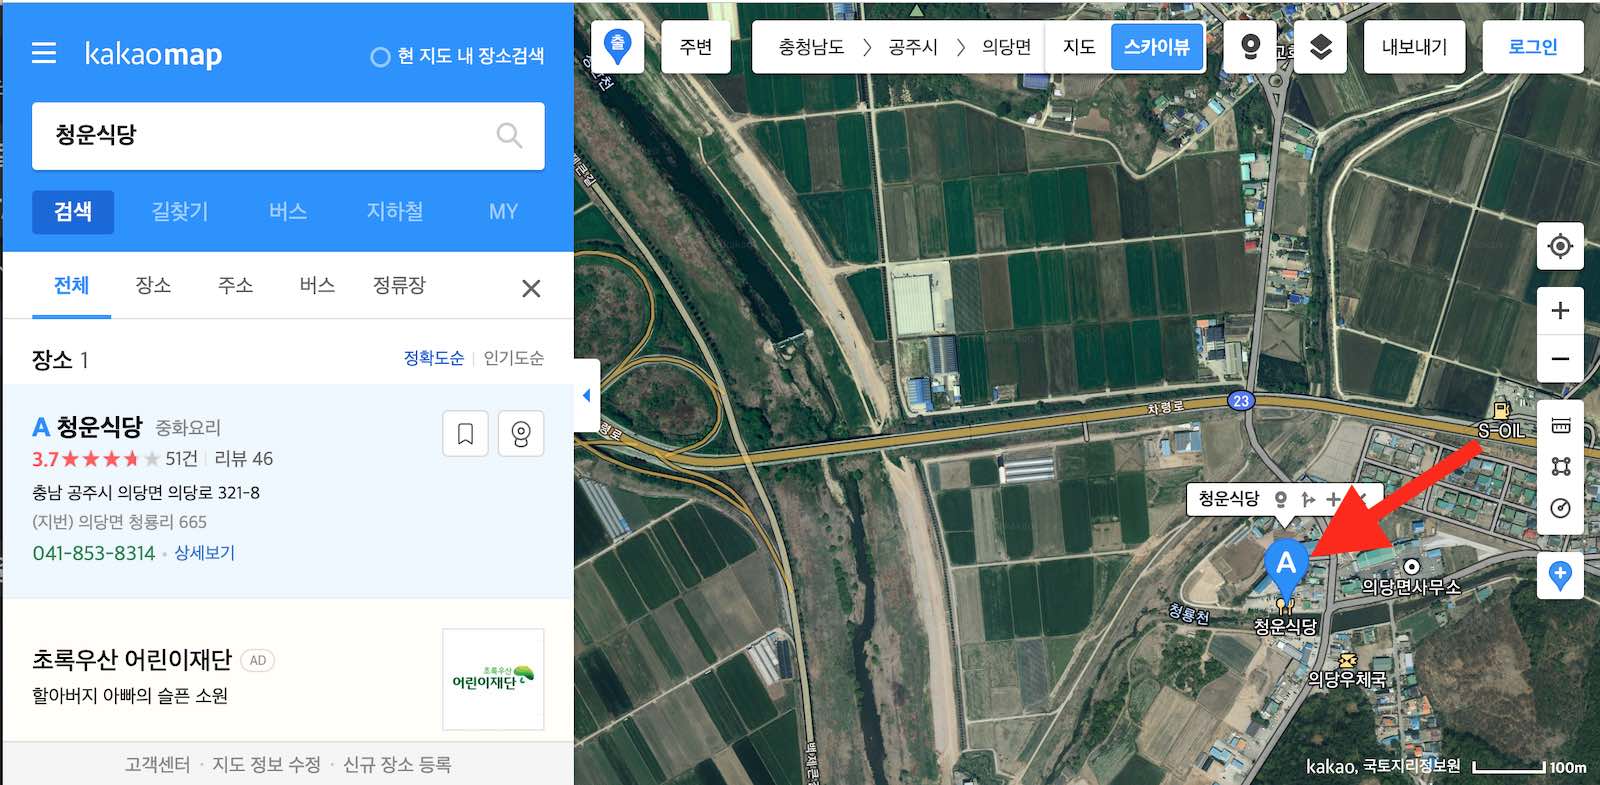 kakaomap
현 지도 내 장소검색
청운식당
검색 길찾기 버스 지하철 MY
전체 장소 주소 버스 정류장
장소 1
정확도순 인기도순
A 청운식당 중화요리
3.7 51건 리뷰 46
충남 공주시 의당면 의당로 321-8
(지번) 의당면 청룡리 665
041-853-8314 · 상세보기
초록우산 어린이재단 AD
할아버지 아빠의 슬픈 소원
초록우산
어린이재단
고객센터 · 지도 정보 수정 · 신규 장소 등록
출
주변
충청남도 > 공주시 > 의당면
지도
스카이뷰
내보내기
로그인
차령로
23
S-OIL
청운식당
A
의당면사무소
청룡천
청운식당
의당우체국
kakao, 국토지리정보원
100m